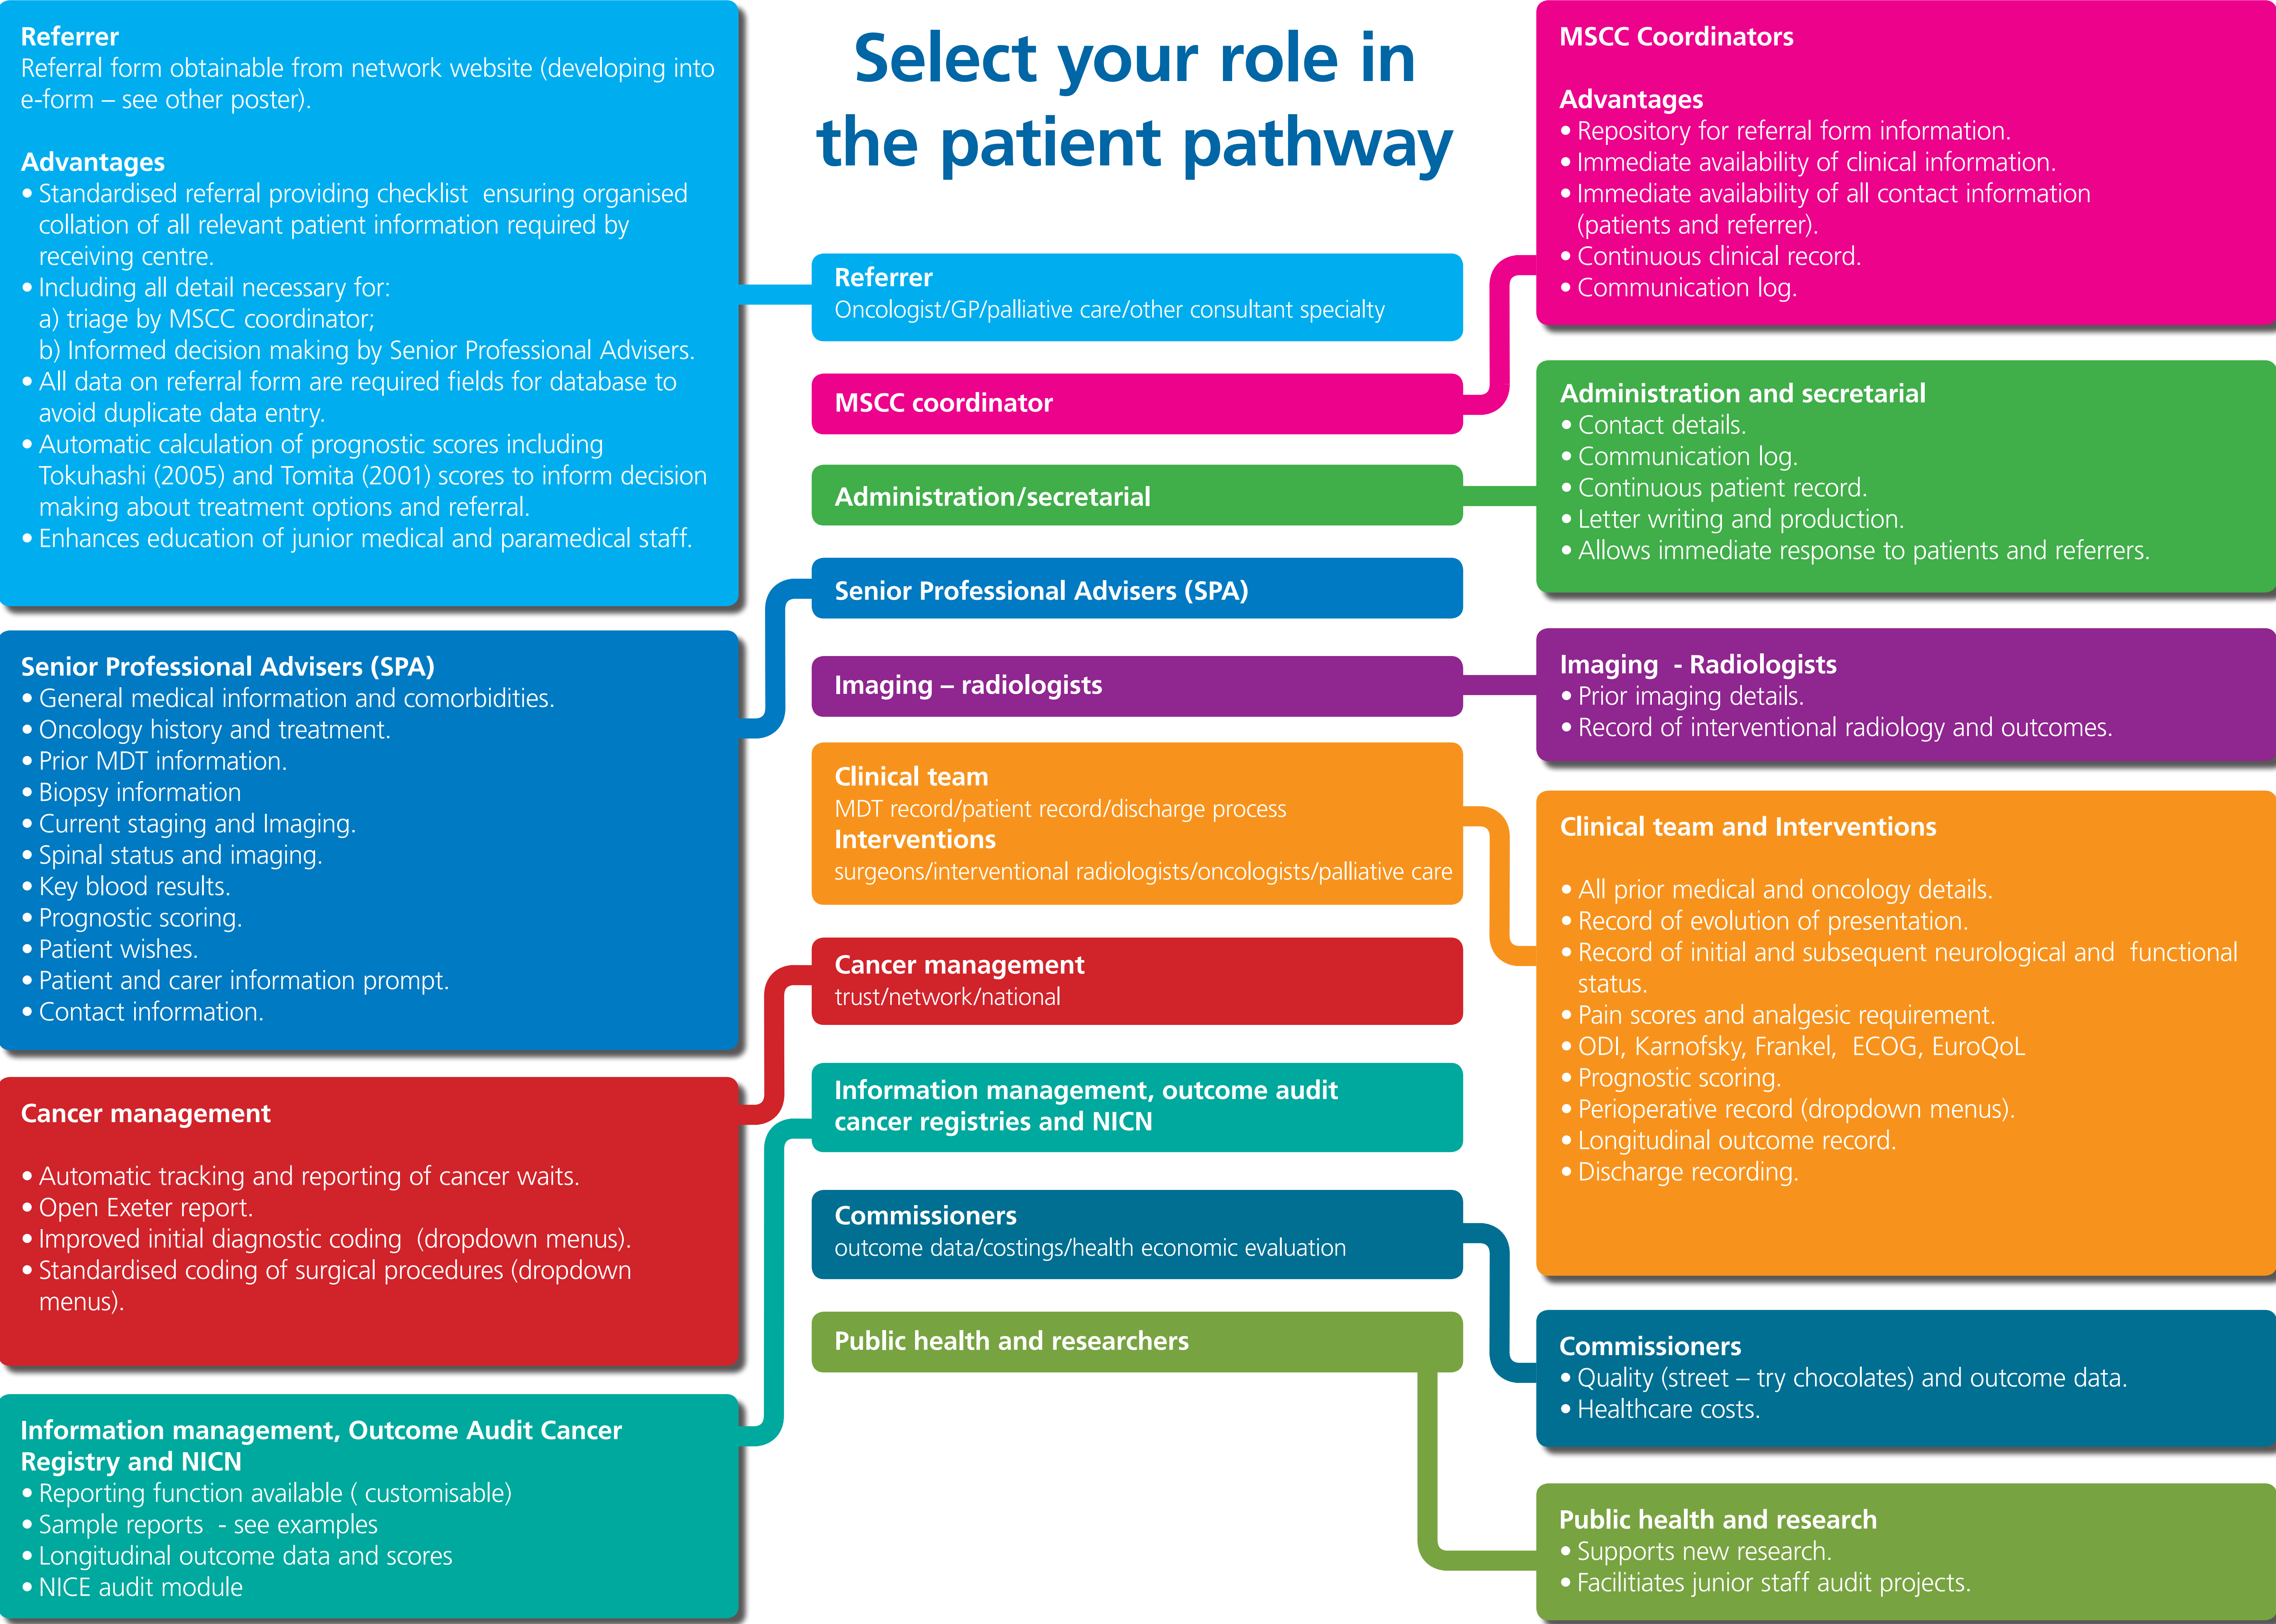 Select your role in
the patient pathway
Referrer
Referral form obtainable from network website (developing into
e-form – see other poster).
Advantages
• Standardised referral providing checklist  ensuring organised
collation of all relevant patient information required by
receiving centre.
• Including all detail necessary for:
a) triage by MSCC coordinator;
b) Informed decision making by Senior Professional Advisers.
• All data on referral form are required fields for database to
avoid duplicate data entry.
• Automatic calculation of prognostic scores including
Tokuhashi (2005) and Tomita (2001) scores to inform decision
making about treatment options and referral.
• Enhances education of junior medical and paramedical staff.
Senior Professional Advisers (SPA)
• General medical information and comorbidities.
• Oncology history and treatment.
• Prior MDT information.
• Biopsy information
• Current staging and Imaging.
• Spinal status and imaging.
• Key blood results.
• Prognostic scoring.
• Patient wishes.
• Patient and carer information prompt.
• Contact information.
Cancer management
• Automatic tracking and reporting of cancer waits.
• Open Exeter report.
• Improved initial diagnostic coding  (dropdown menus).
• Standardised coding of surgical procedures (dropdown
menus).
Information management, Outcome Audit Cancer
Registry and NICN
• Reporting function available ( customisable)
• Sample reports  - see examples
• Longitudinal outcome data and scores
• NICE audit module
Referrer
Oncologist/GP/palliative care/other consultant specialty
MSCC coordinator
Administration/secretarial
Senior Professional Advisers (SPA)
Imaging – radiologists
Clinical team
MDT record/patient record/discharge process
Interventions
surgeons/interventional radiologists/oncologists/palliative care
Cancer management
trust/network/national
Information management, outcome audit
cancer registries and NICN
Commissioners
outcome data/costings/health economic evaluation
Public health and researchers
MSCC Coordinators
Advantages
• Repository for referral form information.
• Immediate availability of clinical information.
• Immediate availability of all contact information
(patients and referrer).
• Continuous clinical record.
• Communication log.
Administration and secretarial
• Contact details.
• Communication log.
• Continuous patient record.
• Letter writing and production.
• Allows immediate response to patients and referrers.
Imaging  - Radiologists
• Prior imaging details.
• Record of interventional radiology and outcomes.
Clinical team and Interventions
• All prior medical and oncology details.
• Record of evolution of presentation.
• Record of initial and subsequent neurological and  functional
status.
• Pain scores and analgesic requirement.
• ODI, Karnofsky, Frankel,  ECOG, EuroQoL
• Prognostic scoring.
• Perioperative record (dropdown menus).
• Longitudinal outcome record.
• Discharge recording.
Commissioners
• Quality (street – try chocolates) and outcome data.
• Healthcare costs.
Public health and research
• Supports new research.
• Facilitiates junior staff audit projects.